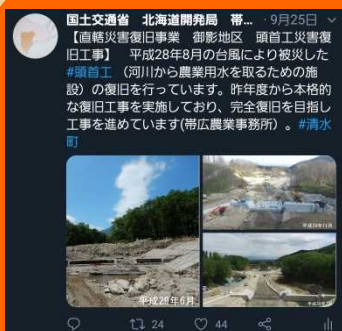 国土交通省 北海道開発局 帯... ・9月25日
【直轄災害復旧事業 御影地区 頭首工災害復
旧工事】 平成28年8月の台風により被災した
#頭首工 （河川から農業用水を取るための施
設）の復旧を行っています。昨年度から本格的
な復旧工事を実施しており、完全復旧を目指し
工事を進めています(帯広農業事務所) 。#清水
町
平成29年6月
24 44